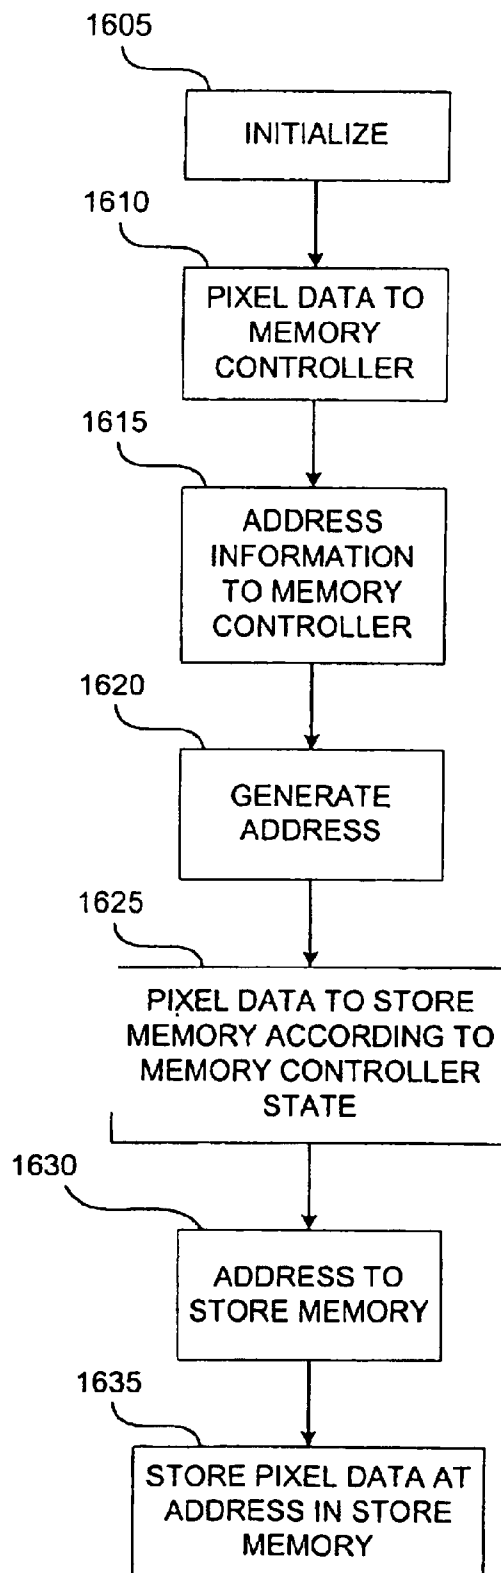 1605
INITIALIZE
1610
PIXEL DATA TO
MEMORY
CONTROLLER
1615
ADDRESS
INFORMATION
TO MEMORY
CONTROLLER
1620
GENERATE
ADDRESS
1625
PIXEL DATA TO STORE
MEMORY ACCORDING TO
MEMORY CONTROLLER
STATE
1630
ADDRESS TO
STORE MEMORY
1635
STORE PIXEL DATA AT
ADDRESS IN STORE
MEMORY